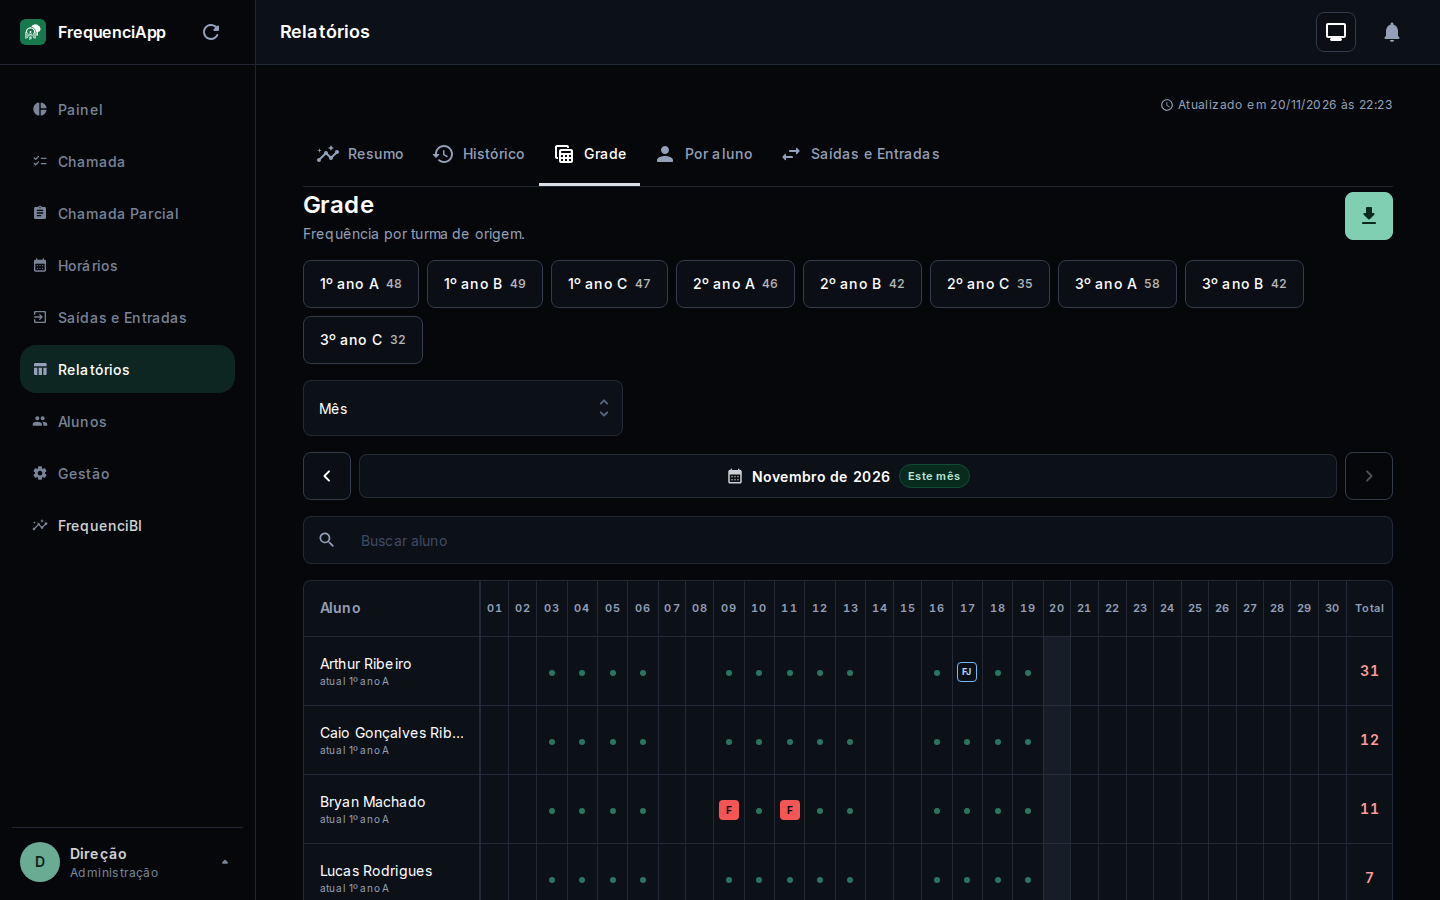 FrequenciApp
Relatórios
Painel
Chamada
Chamada Parcial
Horários
Saídas e Entradas
Relatórios
Alunos
Gestão
FrequenciBI
D
Direção
Administração
Atualizado em 20/11/2026 às 22:23
Resumo Histórico Grade Por aluno Saídas e Entradas
Grade
Frequência por turma de origem.
1º ano A 48 1º ano B 49 1º ano C 47 2º ano A 46 2º ano B 42 2º ano C 35 3º ano A 58 3º ano B 42
3º ano C 32
Mês
Novembro de 2026 Este mês
Buscar aluno
Aluno 01 02 03 04 05 06 07 08 09 10 11 12 13 14 15 16 17 18 19 20 21 22 23 24 25 26 27 28 29 30 Total
Arthur Ribeiro
atual 1º ano A
FJ 31
Caio Gonçalves Rib...
atual 1º ano A
12
Bryan Machado
atual 1º ano A
F F 11
Lucas Rodrigues
atual 1º ano A
7